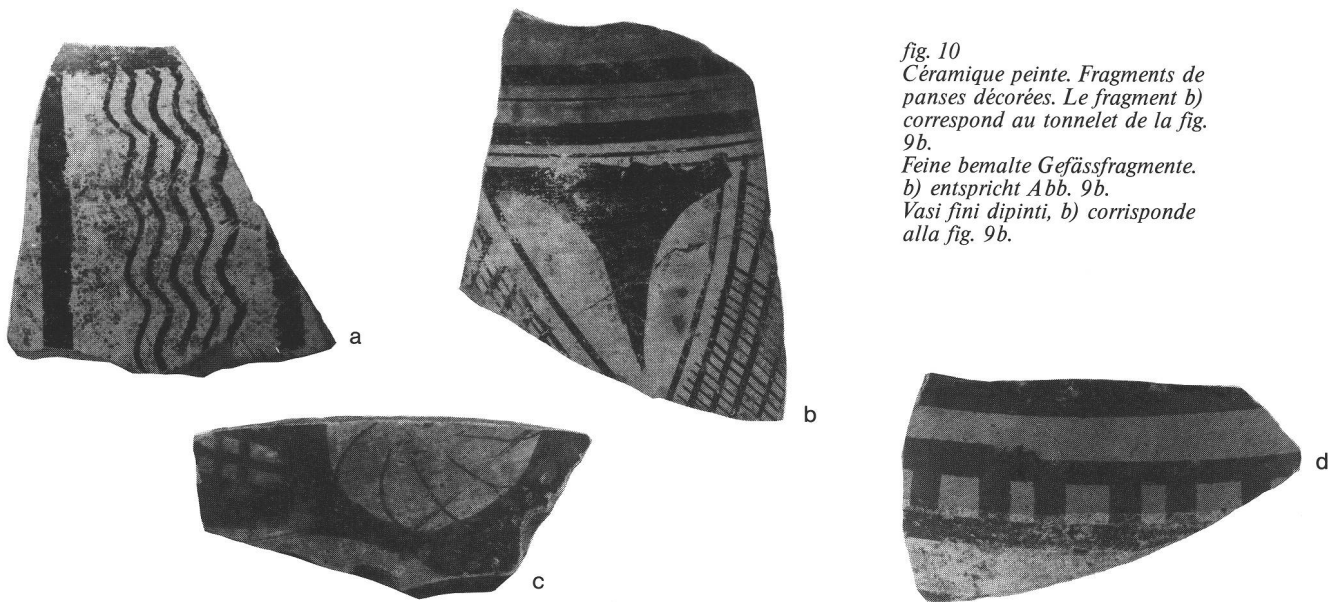 fig. 10
Céramique peinte. Fragments de
panses décorées. Le fragment b)
correspond au tonnelet de la fig.
9b.
Feine bemalte Gefässfragmente.
b) entspricht Abb. 9b.
Vasi fini dipinti, b) corrisponde
alla fig. 9b.
a
b
c
d